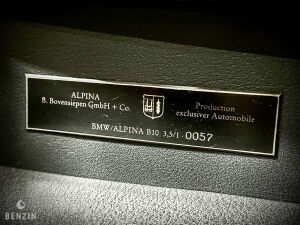 ALPINA
B. Bovensiepen GmbH + Co.
Production
exclusiver Automobile
BMW/ALPINA B10 3,5/1 - 0057
BENZIN